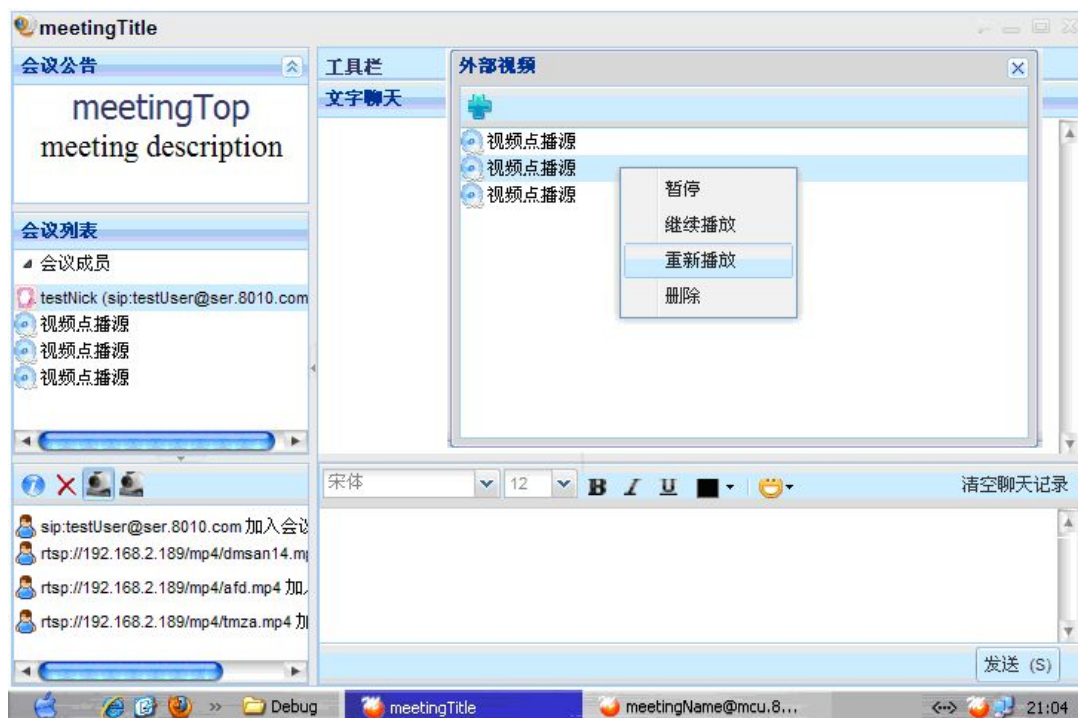 meetingTitle
会议公告
meetingTop
meeting description
会议列表
会议成员
testNick (sip:testUser@ser.8010.com
视频点播源
视频点播源
视频点播源
sip:testUser@ser.8010.com 加入会议
rtsp://192.168.2.189/mp4/dmsan14.m
rtsp://192.168.2.189/mp4/afd.mp4 加
rtsp://192.168.2.189/mp4/tmza.mp4 加
工具栏
文字聊天
外部视频
视频点播源
视频点播源
视频点播源
暂停
继续播放
重新播放
删除
宋体 12 B I U 清空聊天记录
发送 (S)
» Debug meetingTitle meetingName@mcu.8... 21:04